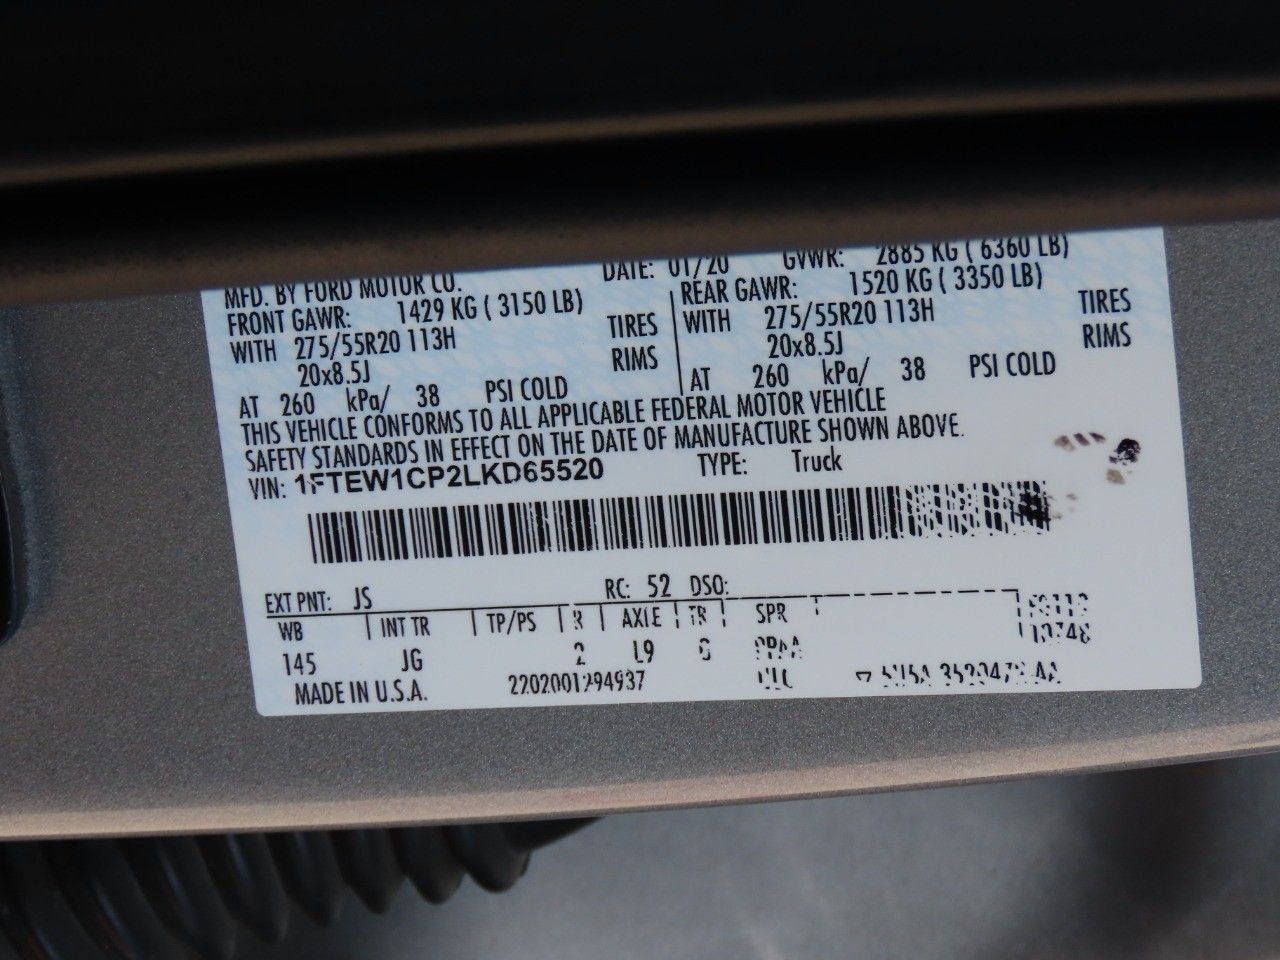 MFD. BY FORD MOTOR CO. DATE: 01/20 GVWR: 2885 KG ( 6360 LB)
FRONT GAWR: 1429 KG ( 3150 LB) REAR GAWR: 1520 KG ( 3350 LB)
WITH 275/55R20 113H TIRES WITH 275/55R20 113H TIRES
20x8.5J RIMS 20x8.5J RIMS
AT 260 kPa/ 38 PSI COLD AT 260 kPa/ 38 PSI COLD
THIS VEHICLE CONFORMS TO ALL APPLICABLE FEDERAL MOTOR VEHICLE
SAFETY STANDARDS IN EFFECT ON THE DATE OF MANUFACTURE SHOWN ABOVE.
VIN: 1FTEW1CP2LKD65520 TYPE: Truck
EXT PNT: JS RC: 52 DSO:
WB INT TR TP/PS R AXLE TR SPR
145 JG 2 L9
MADE IN U.S.A. 2202001294937